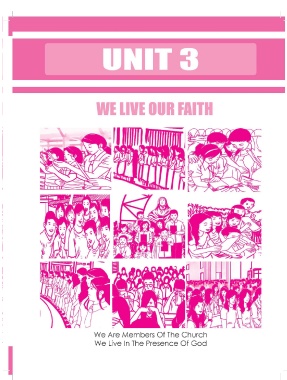 UNIT 3
WE LIVE OUR FAITH
We Are Members Of The Church
We Live In The Presence Of God